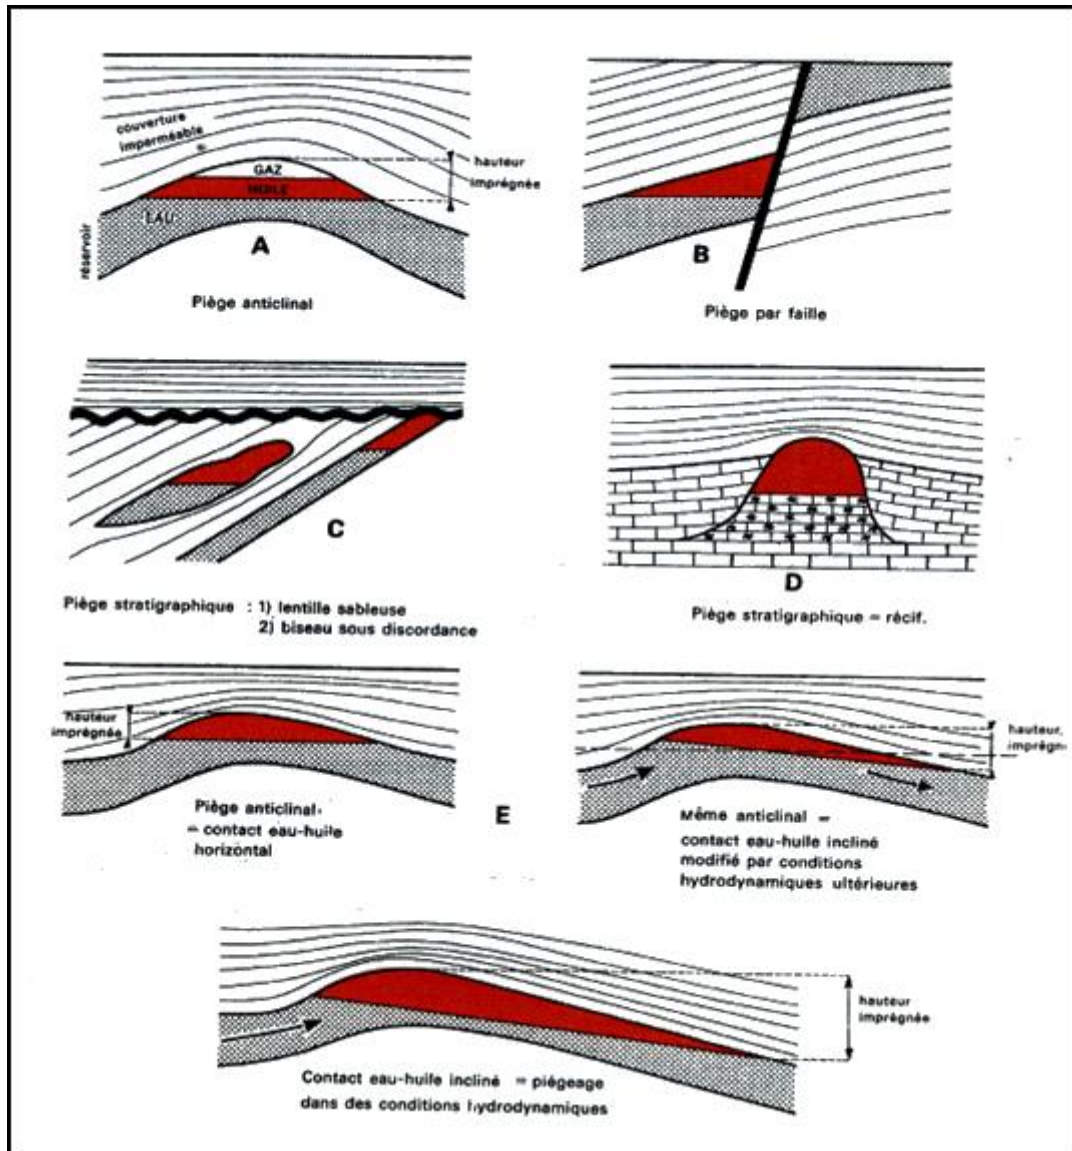 couverture
imperméable
GAZ
HUILE
EAU
réservoir
hauteur
imprégnée
A
Piège anticlinal
B
Piège par faille
C
Piège stratigraphique : 1) lentille sableuse
2) biseau sous discordance
D
Piège stratigraphique = récif.
hauteur
imprégnée
Piège anticlinal
= contact eau-huile
horizontal
E
hauteur
imprégn
Même anticlinal =
contact eau-huile incliné
modifié par conditions
hydrodynamiques ultérieures
hauteur
imprégnée
Contact eau-huile incliné = piégeage
dans des conditions hydrodynamiques